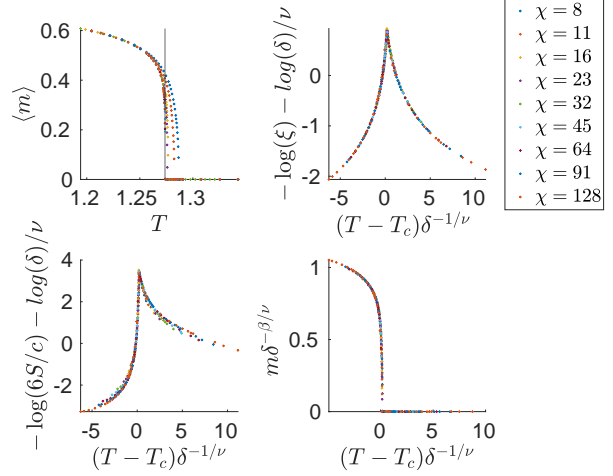 0.6
0.4
0.2
0
⟨m⟩
1.2
1.25
1.3
T
0
-1
-2
− log(ξ) − log(δ)/ν
-5
0
5
10
(T − T_c)δ^{−1/ν}
χ = 8
χ = 11
χ = 16
χ = 23
χ = 32
χ = 45
χ = 64
χ = 91
χ = 128
4
2
0
-2
− log(6S/c) − log(δ)/ν
-5
0
5
10
(T − T_c)δ^{−1/ν}
1
0.5
0
mδ^{−β/ν}
0
5
10
(T − T_c)δ^{−1/ν}